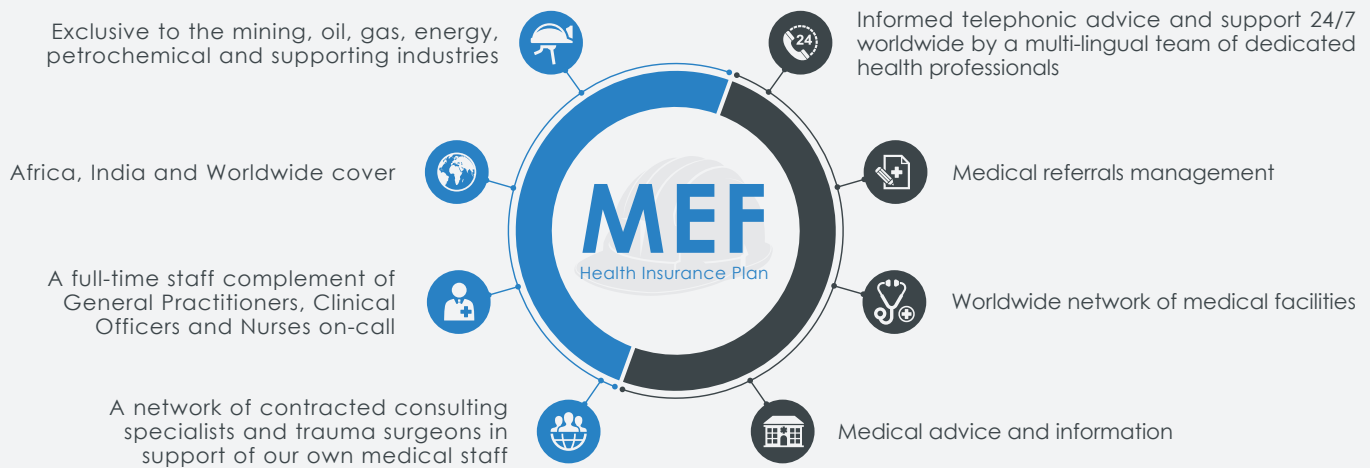 Exclusive to the mining, oil, gas, energy,
petrochemical and supporting industries
Africa, India and Worldwide cover
A full-time staff complement of
General Practitioners, Clinical
Officers and Nurses on-call
A network of contracted consulting
specialists and trauma surgeons in
support of our own medical staff
MEF
Health Insurance Plan
24
Informed telephonic advice and support 24/7
worldwide by a multi-lingual team of dedicated
health professionals
Medical referrals management
Worldwide network of medical facilities
Medical advice and information